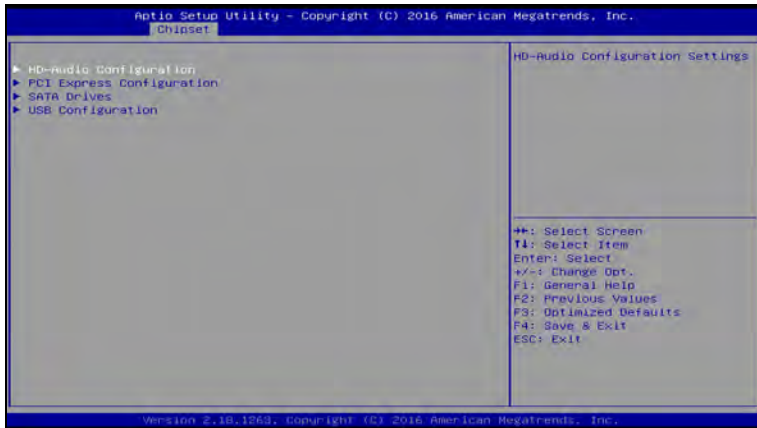 Aptio Setup Utility - Copyright (C) 2016 American Megatrends, Inc.
Chipset
► HD-Audio Configuration
► PCI Express Configuration
► SATA Drives
► USB Configuration
HD-Audio Configuration Settings
→←: Select Screen
↑↓: Select Item
Enter: Select
+/-: Change Opt.
F1: General Help
F2: Previous Values
F3: Optimized Defaults
F4: Save & Exit
ESC: Exit
Version 2.18.1263. Copyright (C) 2016 American Megatrends, Inc.